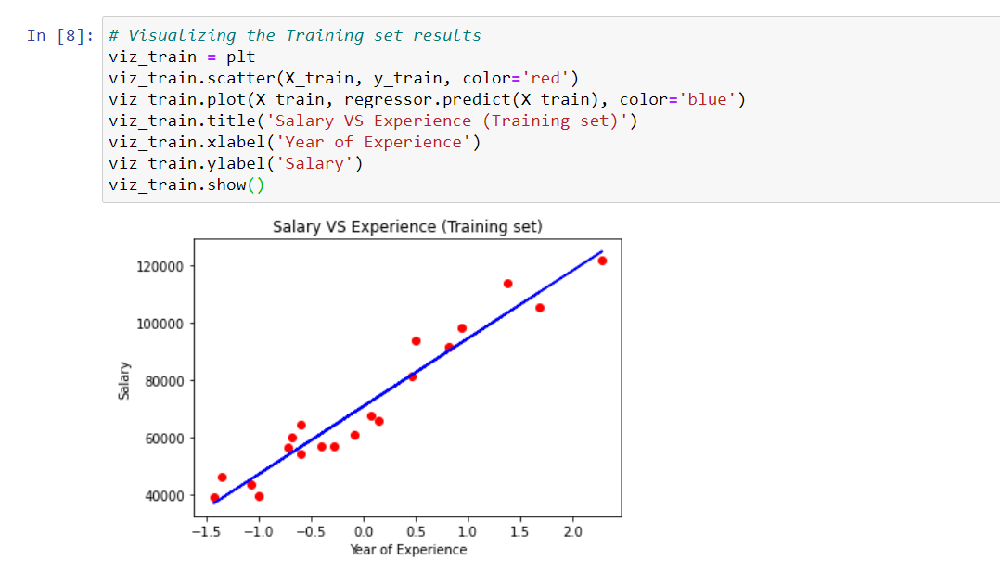 In [8]: # Visualizing the Training set results
viz_train = plt
viz_train.scatter(X_train, y_train, color='red')
viz_train.plot(X_train, regressor.predict(X_train), color='blue')
viz_train.title('Salary VS Experience (Training set)')
viz_train.xlabel('Year of Experience')
viz_train.ylabel('Salary')
viz_train.show()
Salary VS Experience (Training set)
120000
100000
80000
60000
40000
Salary
−1.5 −1.0 −0.5 0.0 0.5 1.0 1.5 2.0
Year of Experience